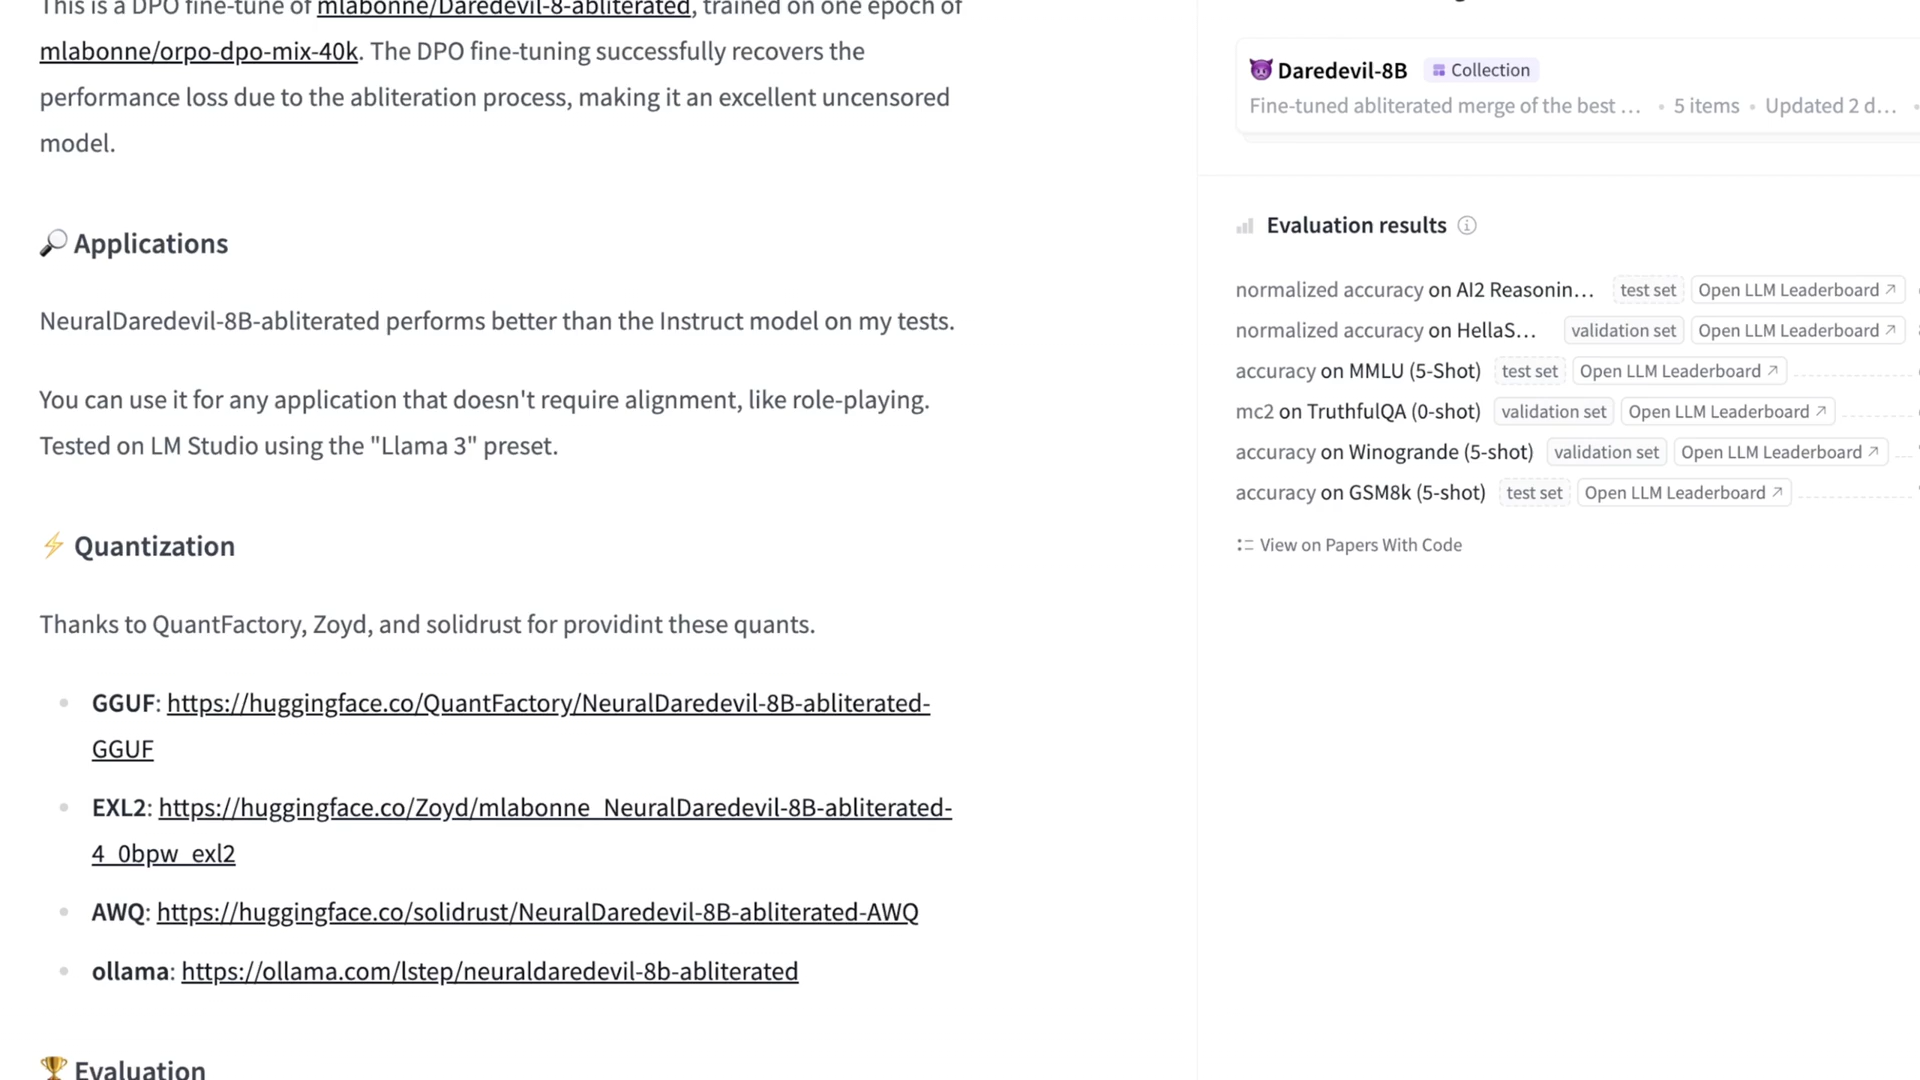 This is a DPO fine-tune of mlabonne/Daredevil-8-abliterated, trained on one epoch of
mlabonne/orpo-dpo-mix-40k. The DPO fine-tuning successfully recovers the
performance loss due to the abliteration process, making it an excellent uncensored
model.
Applications
NeuralDaredevil-8B-abliterated performs better than the Instruct model on my tests.
You can use it for any application that doesn't require alignment, like role-playing.
Tested on LM Studio using the "Llama 3" preset.
Quantization
Thanks to QuantFactory, Zoyd, and solidrust for providint these quants.
GGUF: https://huggingface.co/QuantFactory/NeuralDaredevil-8B-abliterated-
GGUF
EXL2: https://huggingface.co/Zoyd/mlabonne_NeuralDaredevil-8B-abliterated-
4_0bpw_exl2
AWQ: https://huggingface.co/solidrust/NeuralDaredevil-8B-abliterated-AWQ
ollama: https://ollama.com/lstep/neuraldaredevil-8b-abliterated
Evaluation
Daredevil-8B Collection
Fine-tuned abliterated merge of the best … • 5 items • Updated 2 d… •
Evaluation results
normalized accuracy on AI2 Reasonin… test set Open LLM Leaderboard
normalized accuracy on HellaS… validation set Open LLM Leaderboard
accuracy on MMLU (5-Shot) test set Open LLM Leaderboard
mc2 on TruthfulQA (0-shot) validation set Open LLM Leaderboard
accuracy on Winogrande (5-shot) validation set Open LLM Leaderboard
accuracy on GSM8k (5-shot) test set Open LLM Leaderboard
View on Papers With Code